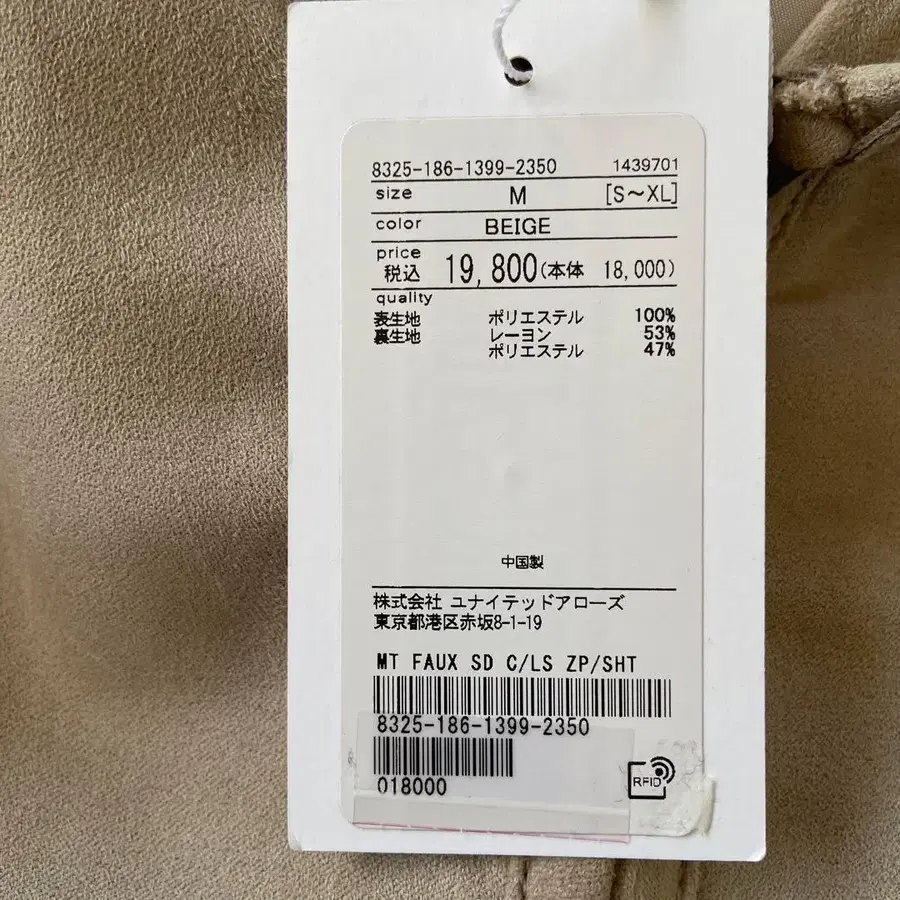 8325-186-1399-2350 1439701
size M [S～XL]
color BEIGE
price
税込 19,800(本体 18,000)
quality
表生地 ポリエステル 100%
裏生地 レーヨン 53%
ポリエステル 47%
中国製
株式会社 ユナイテッドアローズ
東京都港区赤坂8-1-19
MT FAUX SD C/LS ZP/SHT
8325-186-1399-2350
018000
RFID